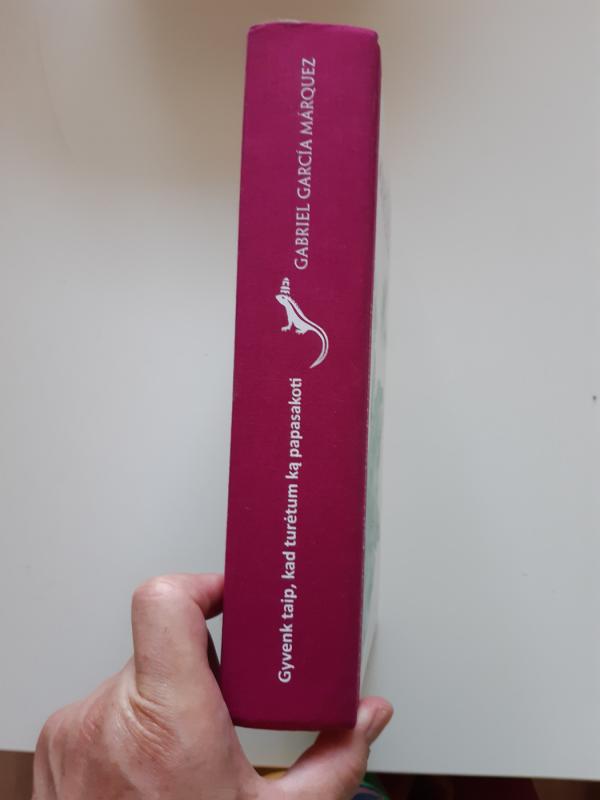 Gyvenk taip, kad turėtum ką papasakoti
GABRIEL GARCÍA MÁRQUEZ